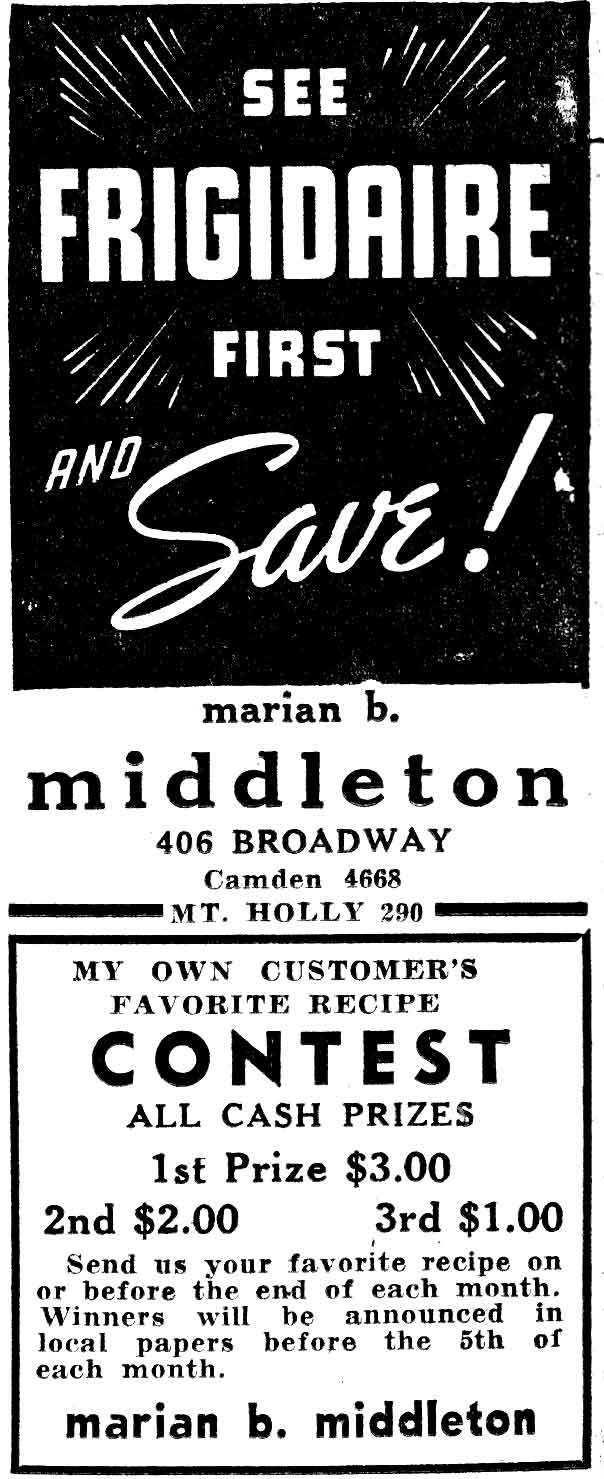 SEE
FRIGIDAIRE
FIRST
AND
Save!
marian b.
middleton
406 BROADWAY
Camden 4668
MT. HOLLY 290
MY OWN CUSTOMER'S
FAVORITE RECIPE
CONTEST
ALL CASH PRIZES
1st Prize $3.00
2nd $2.00 3rd $1.00
Send us your favorite recipe on
or before the end of each month.
Winners will be announced in
local papers before the 5th of
each month.
marian b. middleton